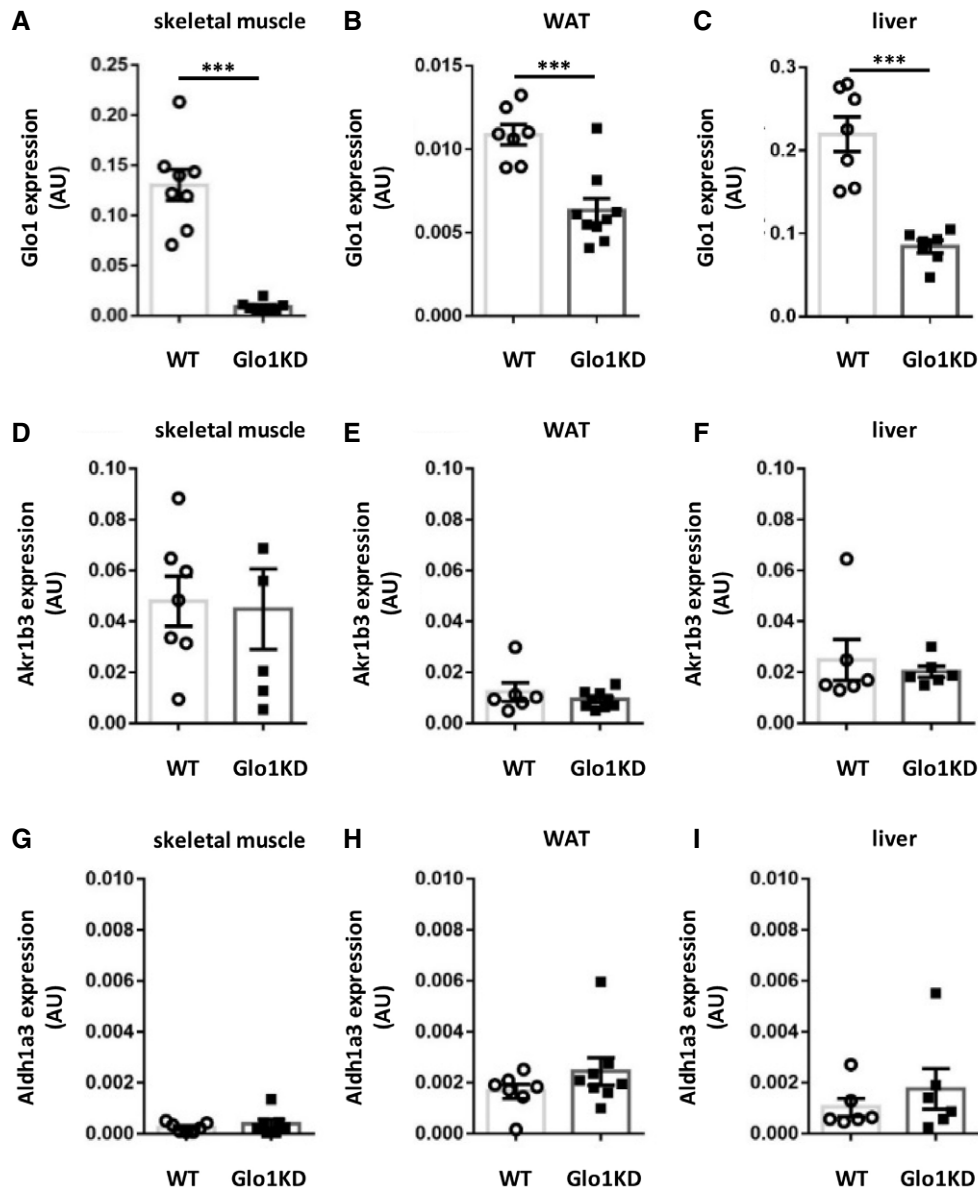 A
skeletal muscle
Glo1 expression
(AU)
0.25
0.20
0.15
0.10
0.05
0.00
***
WT
Glo1KD
B
WAT
Glo1 expression
(AU)
0.015
0.010
0.005
0.000
***
WT
Glo1KD
C
liver
Glo1 expression
(AU)
0.3
0.2
0.1
0.0
***
WT
Glo1KD
D
skeletal muscle
Akr1b3 expression
(AU)
0.10
0.08
0.06
0.04
0.02
0.00
WT
Glo1KD
E
WAT
Akr1b3 expression
(AU)
0.10
0.08
0.06
0.04
0.02
0.00
WT
Glo1KD
F
liver
Akr1b3 expression
(AU)
0.10
0.08
0.06
0.04
0.02
0.00
WT
Glo1KD
G
skeletal muscle
Aldh1a3 expression
(AU)
0.010
0.008
0.006
0.004
0.002
0.000
WT
Glo1KD
H
WAT
Aldh1a3 expression
(AU)
0.010
0.008
0.006
0.004
0.002
0.000
WT
Glo1KD
I
liver
Aldh1a3 expression
(AU)
0.010
0.008
0.006
0.004
0.002
0.000
WT
Glo1KD